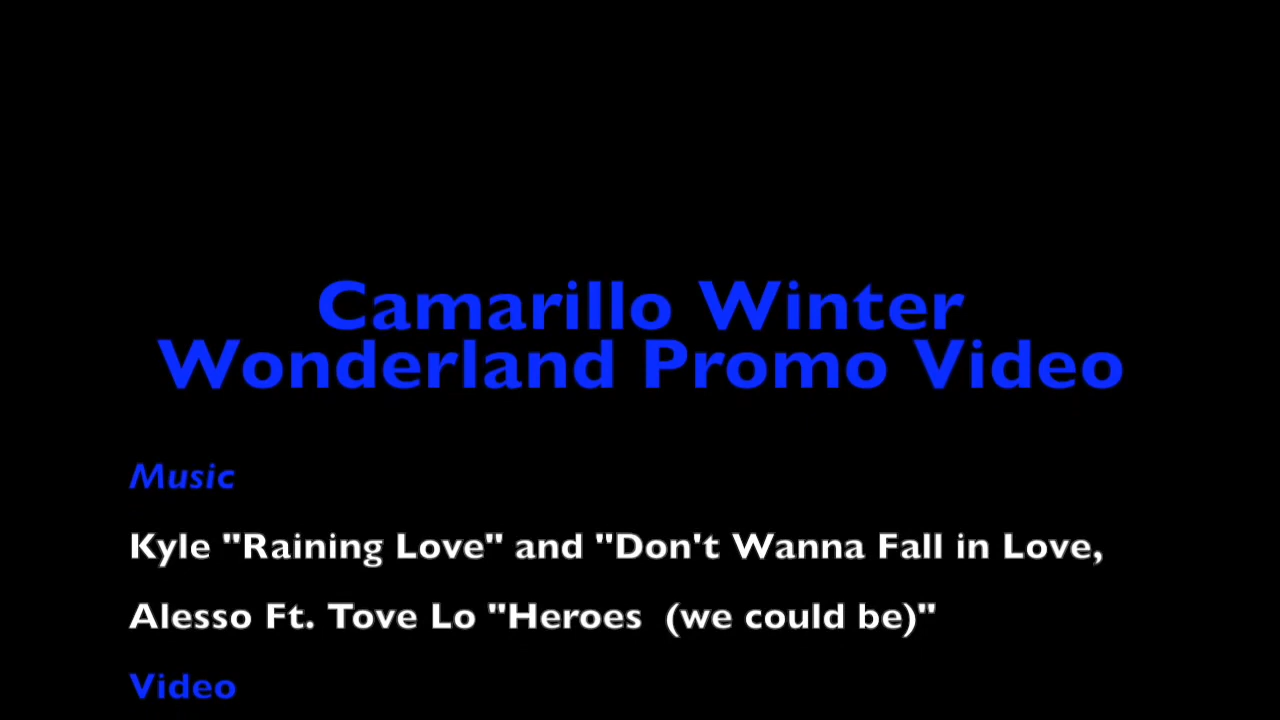 Camarillo Winter
Wonderland Promo Video
Music
Kyle "Raining Love" and "Don't Wanna Fall in Love,
Alesso Ft. Tove Lo "Heroes  (we could be)"
Video